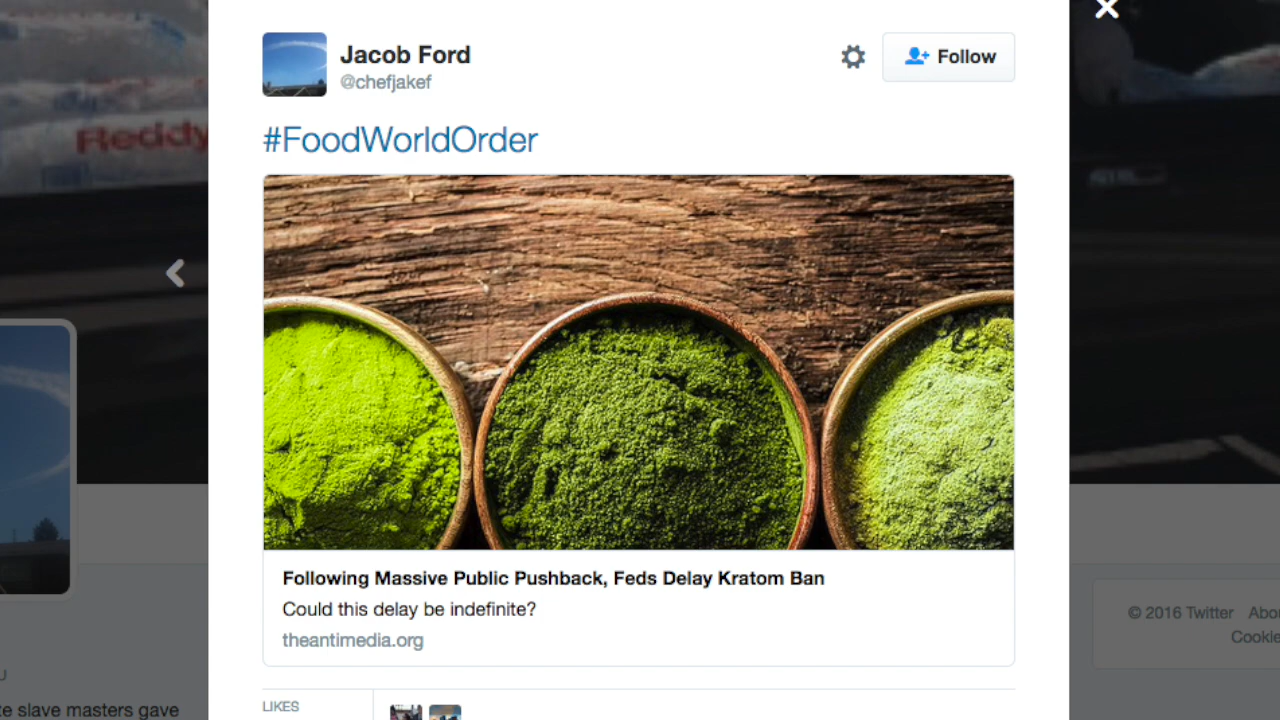 Reddy
Jacob Ford
@chefjakef
Follow
#FoodWorldOrder
Following Massive Public Pushback, Feds Delay Kratom Ban
Could this delay be indefinite?
theantimedia.org
LIKES
© 2016 Twitter
slave masters gave